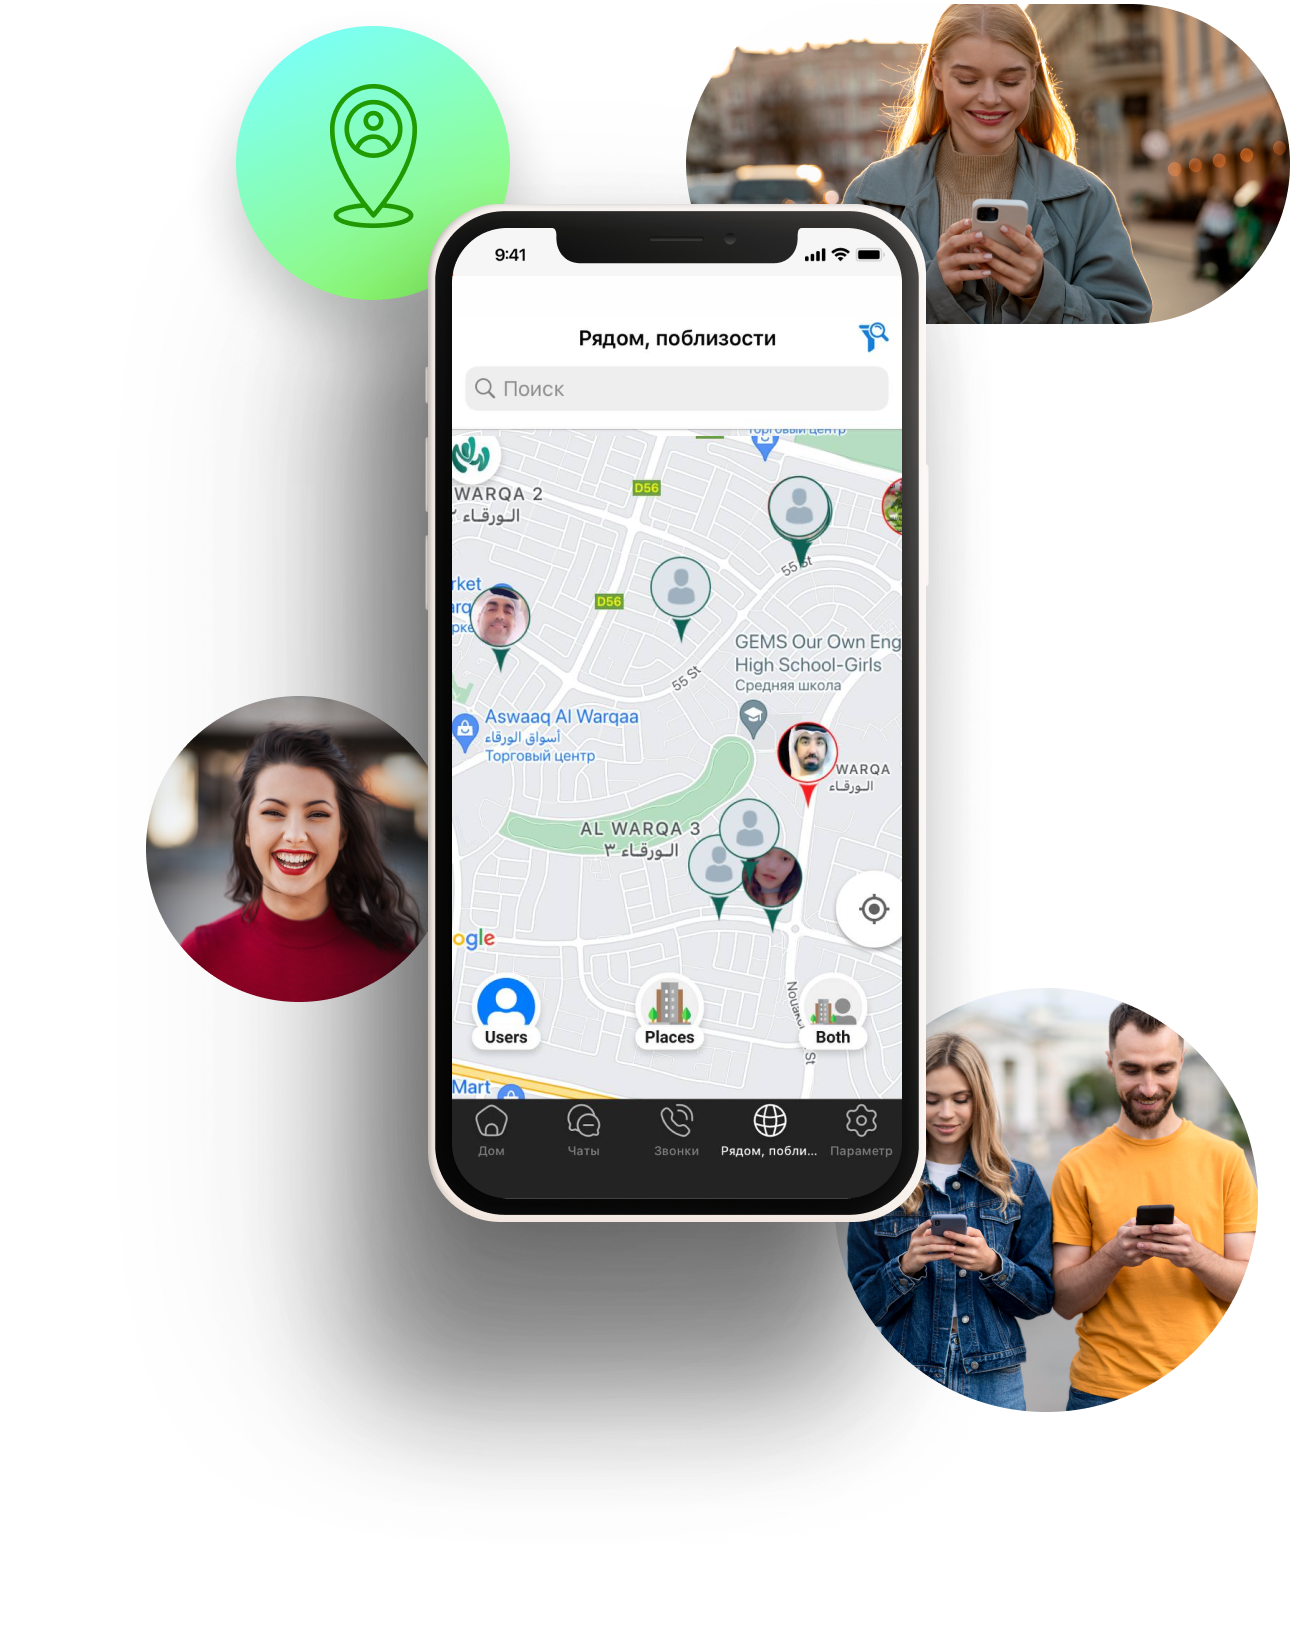 9:41
Рядом, поблизости
Поиск
Торговый центр
WARQA 2
الورقاء ٢
D56
55 St
rket
D56
arq
рке
GEMS Our Own Eng
High School-Girls
Средняя школа
55 St
Aswaaq Al Warqaa
أسواق الورقاء
Торговый центр
WARQA
الورقاء
AL WARQA 3
الورقاء ٣
ogle
Users
Places
Both
St
Mart
Дом
Чаты
Звонки
Рядом, побли...
Параметр